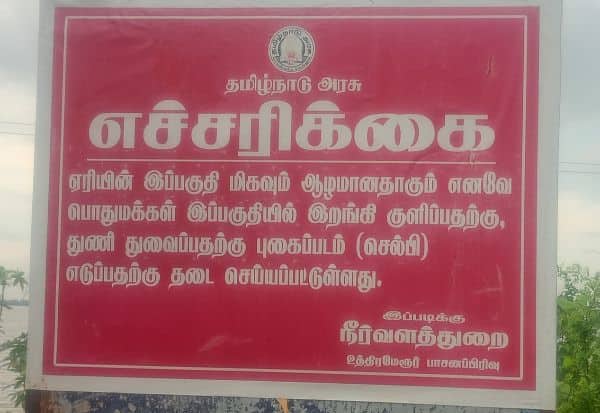 தமிழ்நாடு அரசு
எச்சரிக்கை
ஏரியின் இப்பகுதி மிகவும் ஆழமானதாகும் எனவே
பொதுமக்கள் இப்பகுதியில் இறங்கி குளிப்பதற்கு,
துணி துவைப்பதற்கு புகைப்படம் (செல்பி)
எடுப்பதற்கு தடை செய்யப்பட்டுள்ளது.
இப்படிக்கு
நீர்வளத்துறை
உத்திரமேரூர் பாசனப்பிரிவு